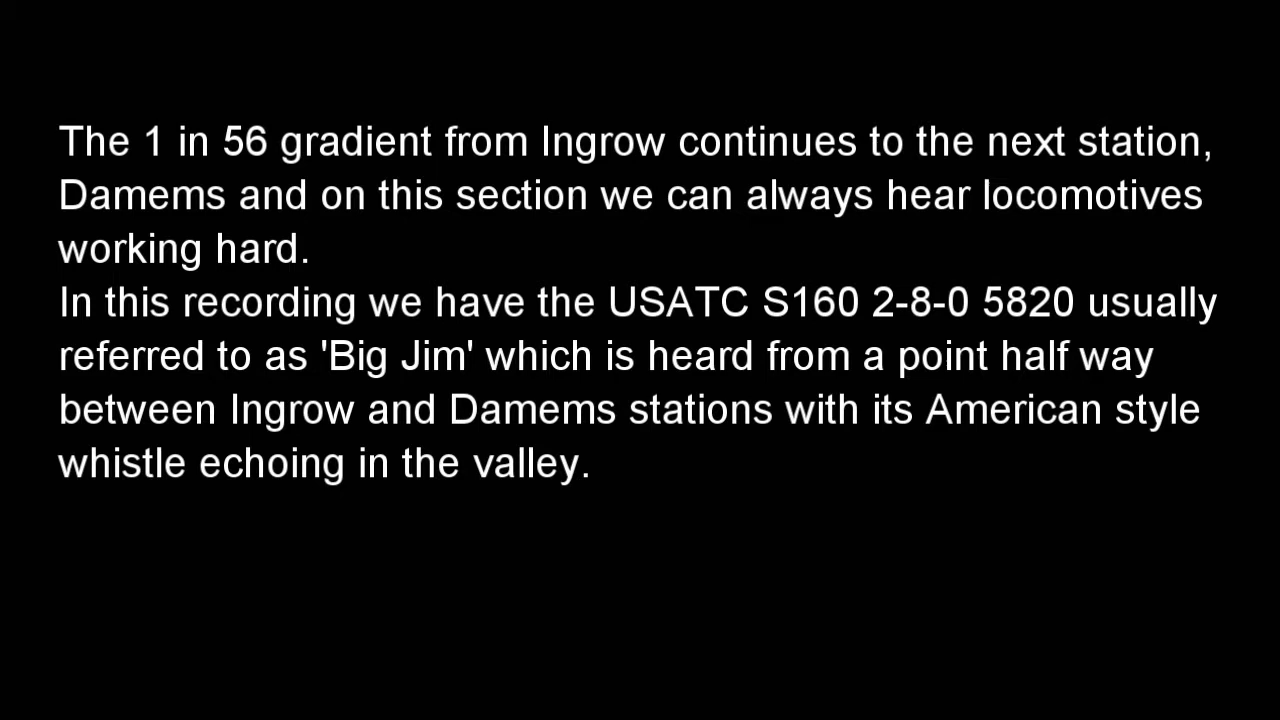 The 1 in 56 gradient from Ingrow continues to the next station,
Damems and on this section we can always hear locomotives
working hard.
In this recording we have the USATC S160 2-8-0 5820 usually
referred to as 'Big Jim' which is heard from a point half way
between Ingrow and Damems stations with its American style
whistle echoing in the valley.